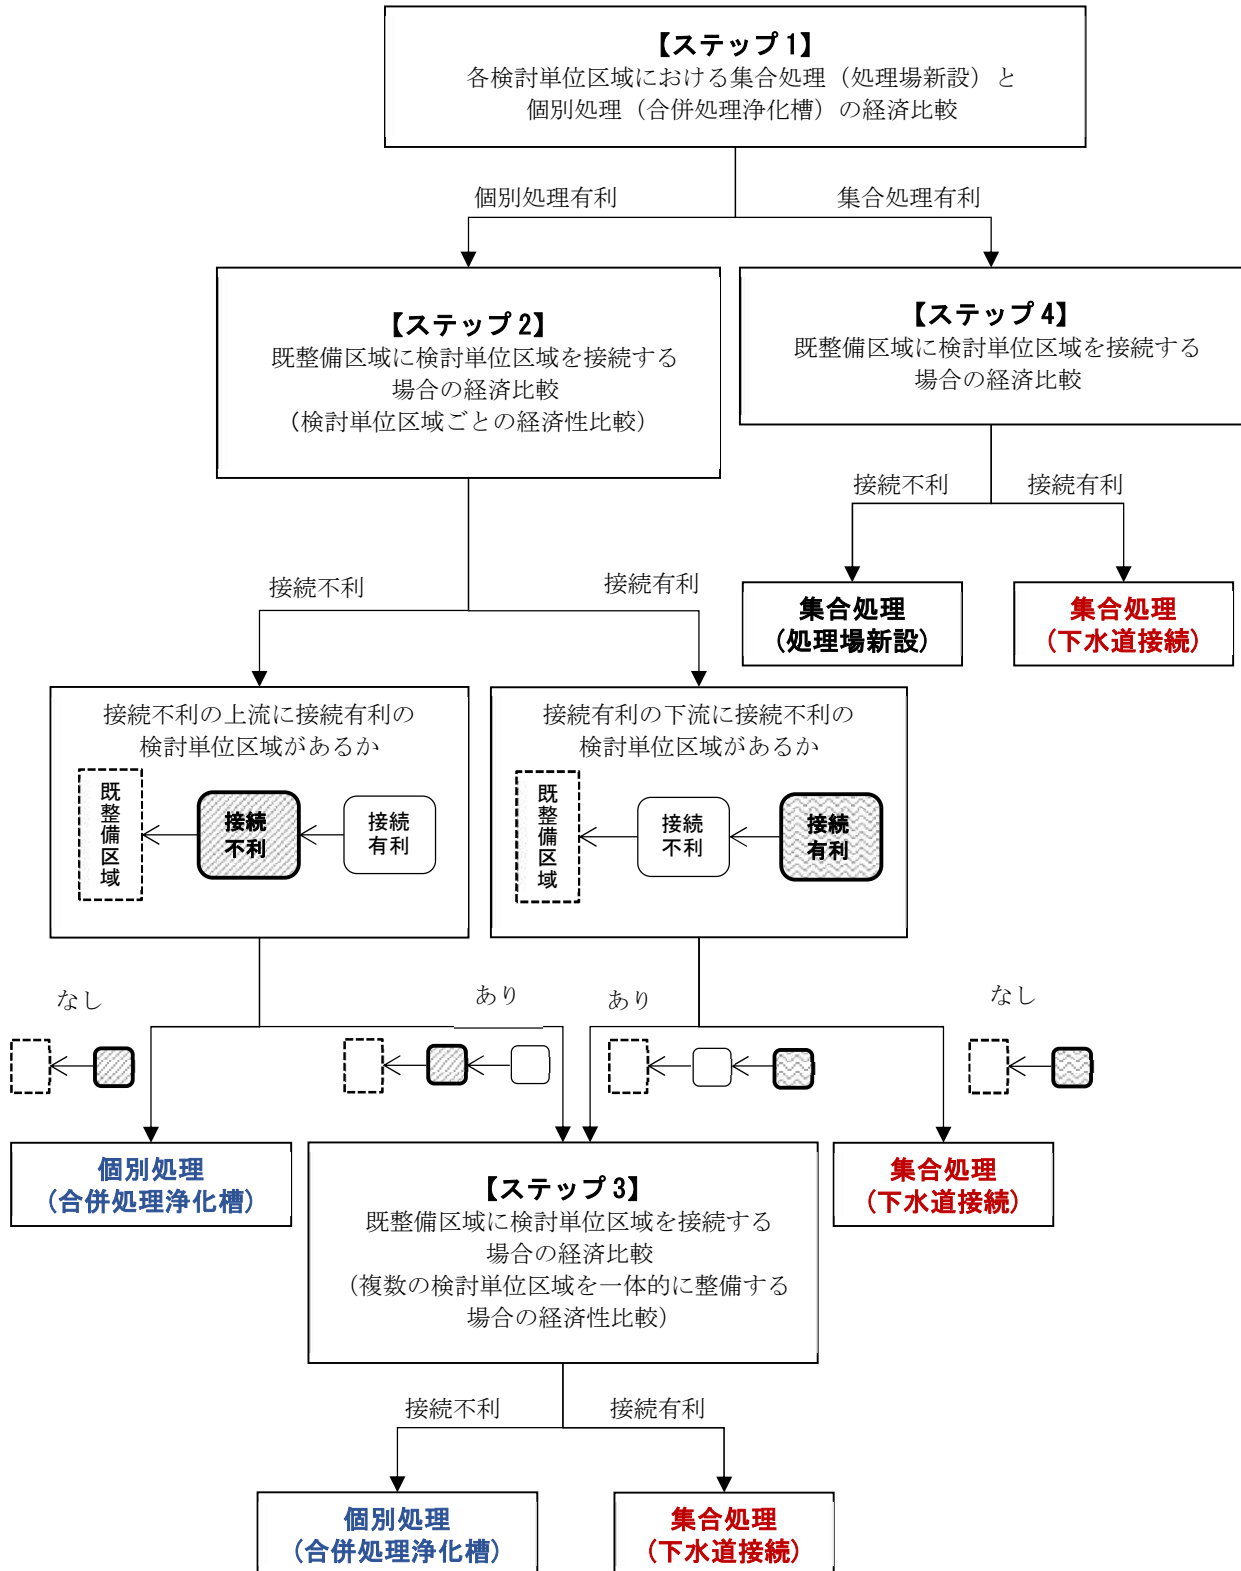 【ステップ1】
各検討単位区域における集合処理（処理場新設）と
個別処理（合併処理浄化槽）の経済比較
個別処理有利
集合処理有利
【ステップ2】
既整備区域に検討単位区域を接続する
場合の経済比較
（検討単位区域ごとの経済性比較）
【ステップ4】
既整備区域に検討単位区域を接続する
場合の経済比較
接続不利
接続有利
集合処理
（処理場新設）
集合処理
（下水道接続）
接続不利
接続有利
接続不利の上流に接続有利の
検討単位区域があるか
既整備区域
接続
不利
接続
有利
接続有利の下流に接続不利の
検討単位区域があるか
既整備区域
接続
不利
接続
有利
なし
あり
あり
なし
個別処理
（合併処理浄化槽）
【ステップ3】
既整備区域に検討単位区域を接続する
場合の経済比較
（複数の検討単位区域を一体的に整備する
場合の経済性比較）
集合処理
（下水道接続）
接続不利
接続有利
個別処理
（合併処理浄化槽）
集合処理
（下水道接続）